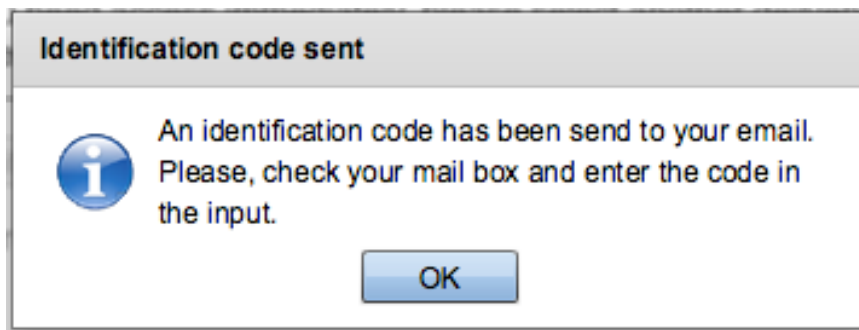 Identification code sent
An identification code has been send to your email.
Please, check your mail box and enter the code in
the input.
OK